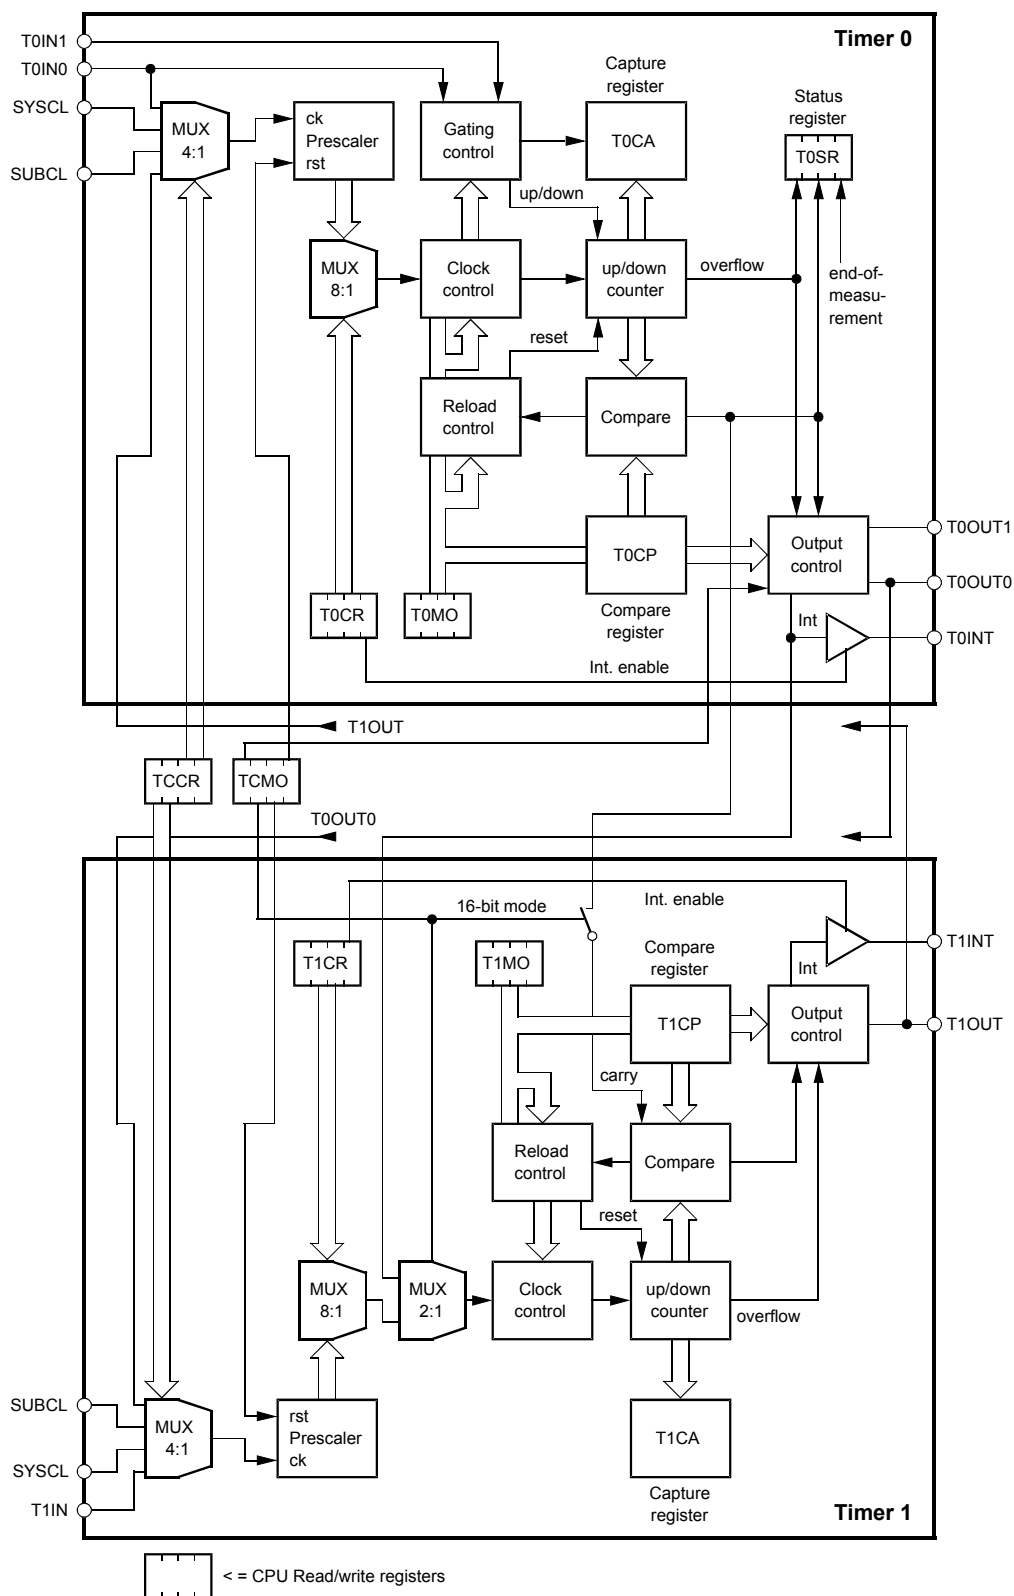 Timer 0
T0IN1
T0IN0
SYSCL
SUBCL
MUX
4:1
ck
Prescaler
rst
Gating
control
Capture
register
T0CA
Status
register
T0SR
up/down
MUX
8:1
Clock
control
up/down
counter
overflow
end-of-
measu-
rement
reset
Reload
control
Compare
T0CP
Output
control
T0OUT1
T0OUT0
T0CR
T0MO
Compare
register
Int
T0INT
Int. enable
T1OUT
TCCR
TCMO
T0OUT0
16-bit mode
Int. enable
T1CR
T1MO
Compare
register
T1CP
Int
Output
control
T1INT
T1OUT
carry
Reload
control
Compare
reset
MUX
8:1
MUX
2:1
Clock
control
up/down
counter
overflow
SUBCL
SYSCL
T1IN
MUX
4:1
rst
Prescaler
ck
T1CA
Capture
register
Timer 1
< = CPU Read/write registers